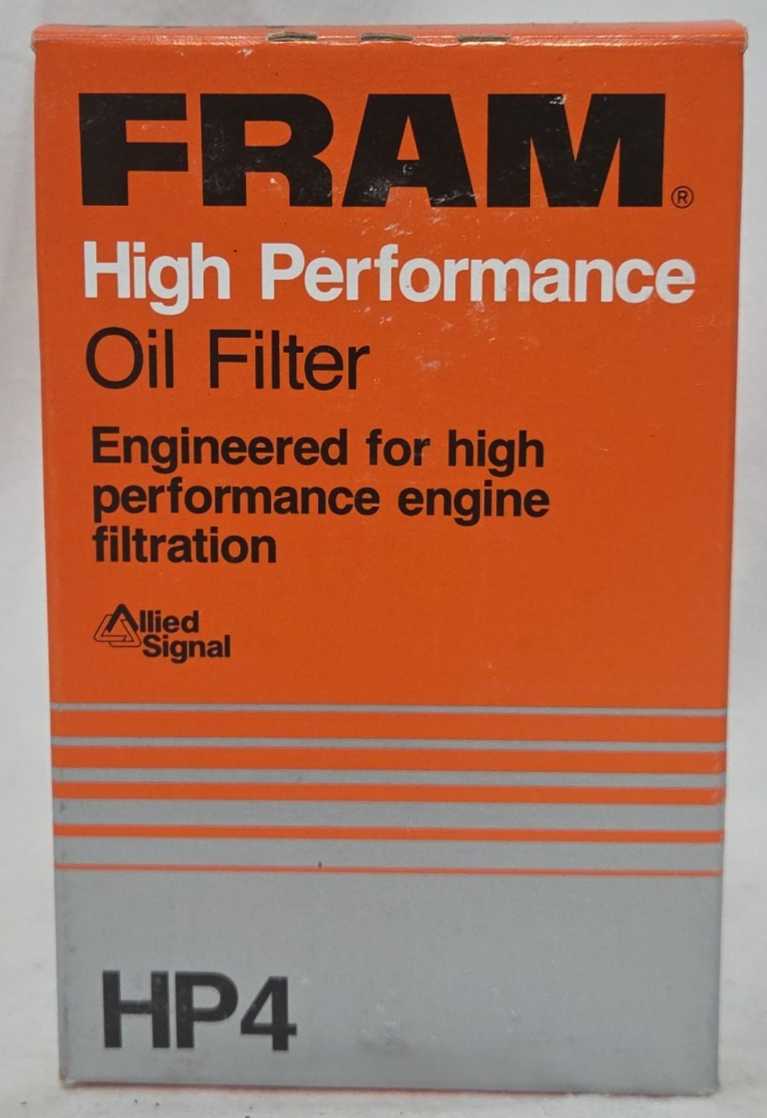 FRAM®
High Performance
Oil Filter
Engineered for high
performance engine
filtration
Allied
Signal
HP4